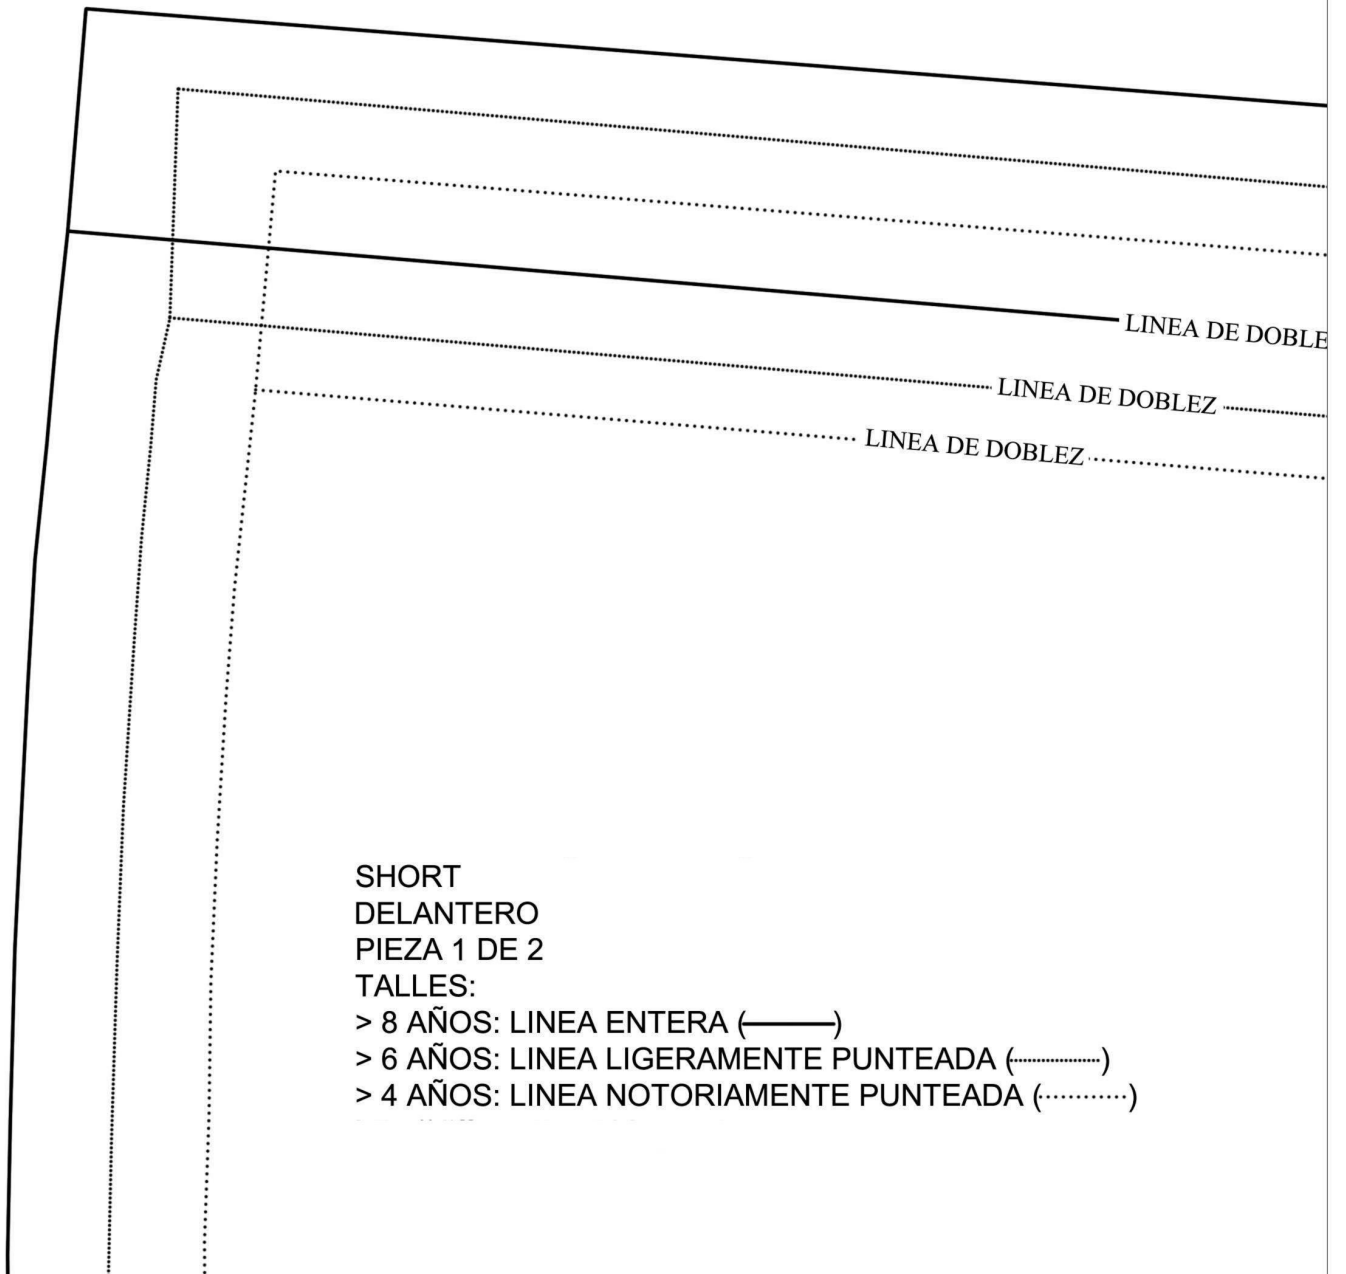 LINEA DE DOBLE
LINEA DE DOBLEZ
LINEA DE DOBLEZ
SHORT
DELANTERO
PIEZA 1 DE 2
TALLES:
> 8 AÑOS: LINEA ENTERA (———)
> 6 AÑOS: LINEA LIGERAMENTE PUNTEADA (··················)
> 4 AÑOS: LINEA NOTORIAMENTE PUNTEADA (············)